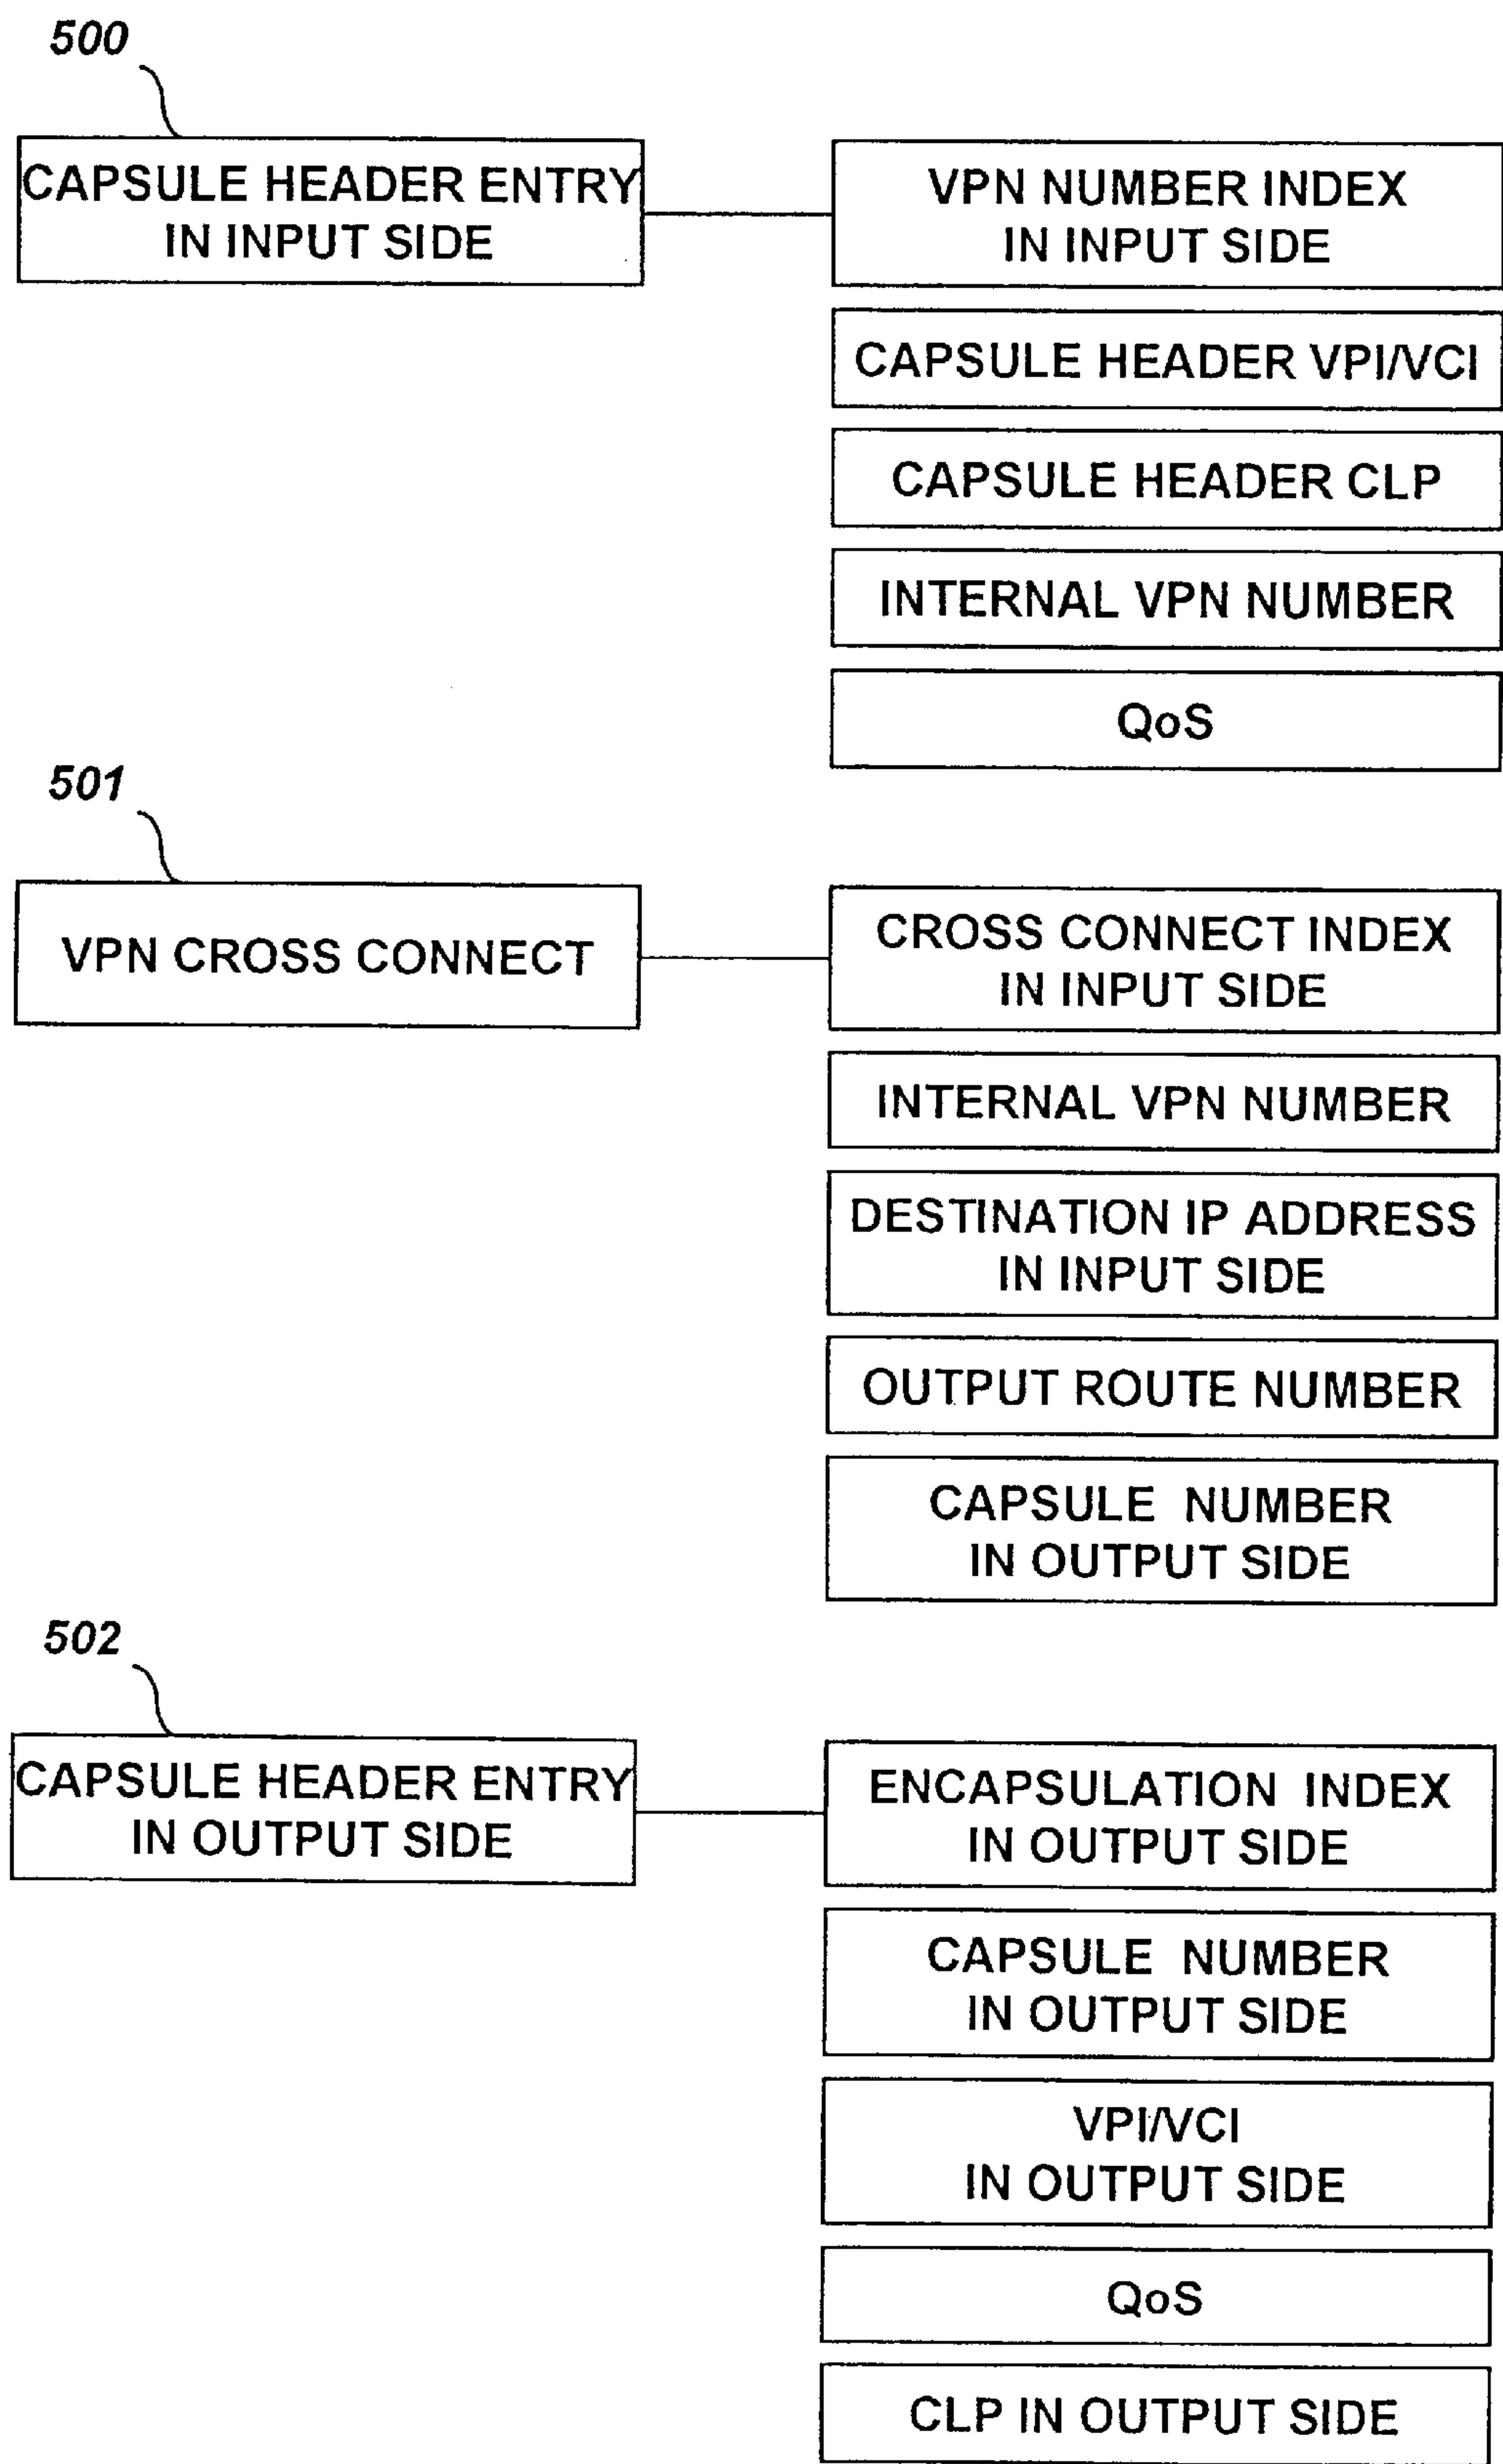 500
CAPSULE HEADER ENTRY
IN INPUT SIDE
VPN NUMBER INDEX
IN INPUT SIDE
CAPSULE HEADER VPI/VCI
CAPSULE HEADER CLP
INTERNAL VPN NUMBER
QoS
501
VPN CROSS CONNECT
CROSS CONNECT INDEX
IN INPUT SIDE
INTERNAL VPN NUMBER
DESTINATION IP ADDRESS
IN INPUT SIDE
OUTPUT ROUTE NUMBER
CAPSULE NUMBER
IN OUTPUT SIDE
502
CAPSULE HEADER ENTRY
IN OUTPUT SIDE
ENCAPSULATION INDEX
IN OUTPUT SIDE
CAPSULE NUMBER
IN OUTPUT SIDE
VPI/VCI
IN OUTPUT SIDE
QoS
CLP IN OUTPUT SIDE